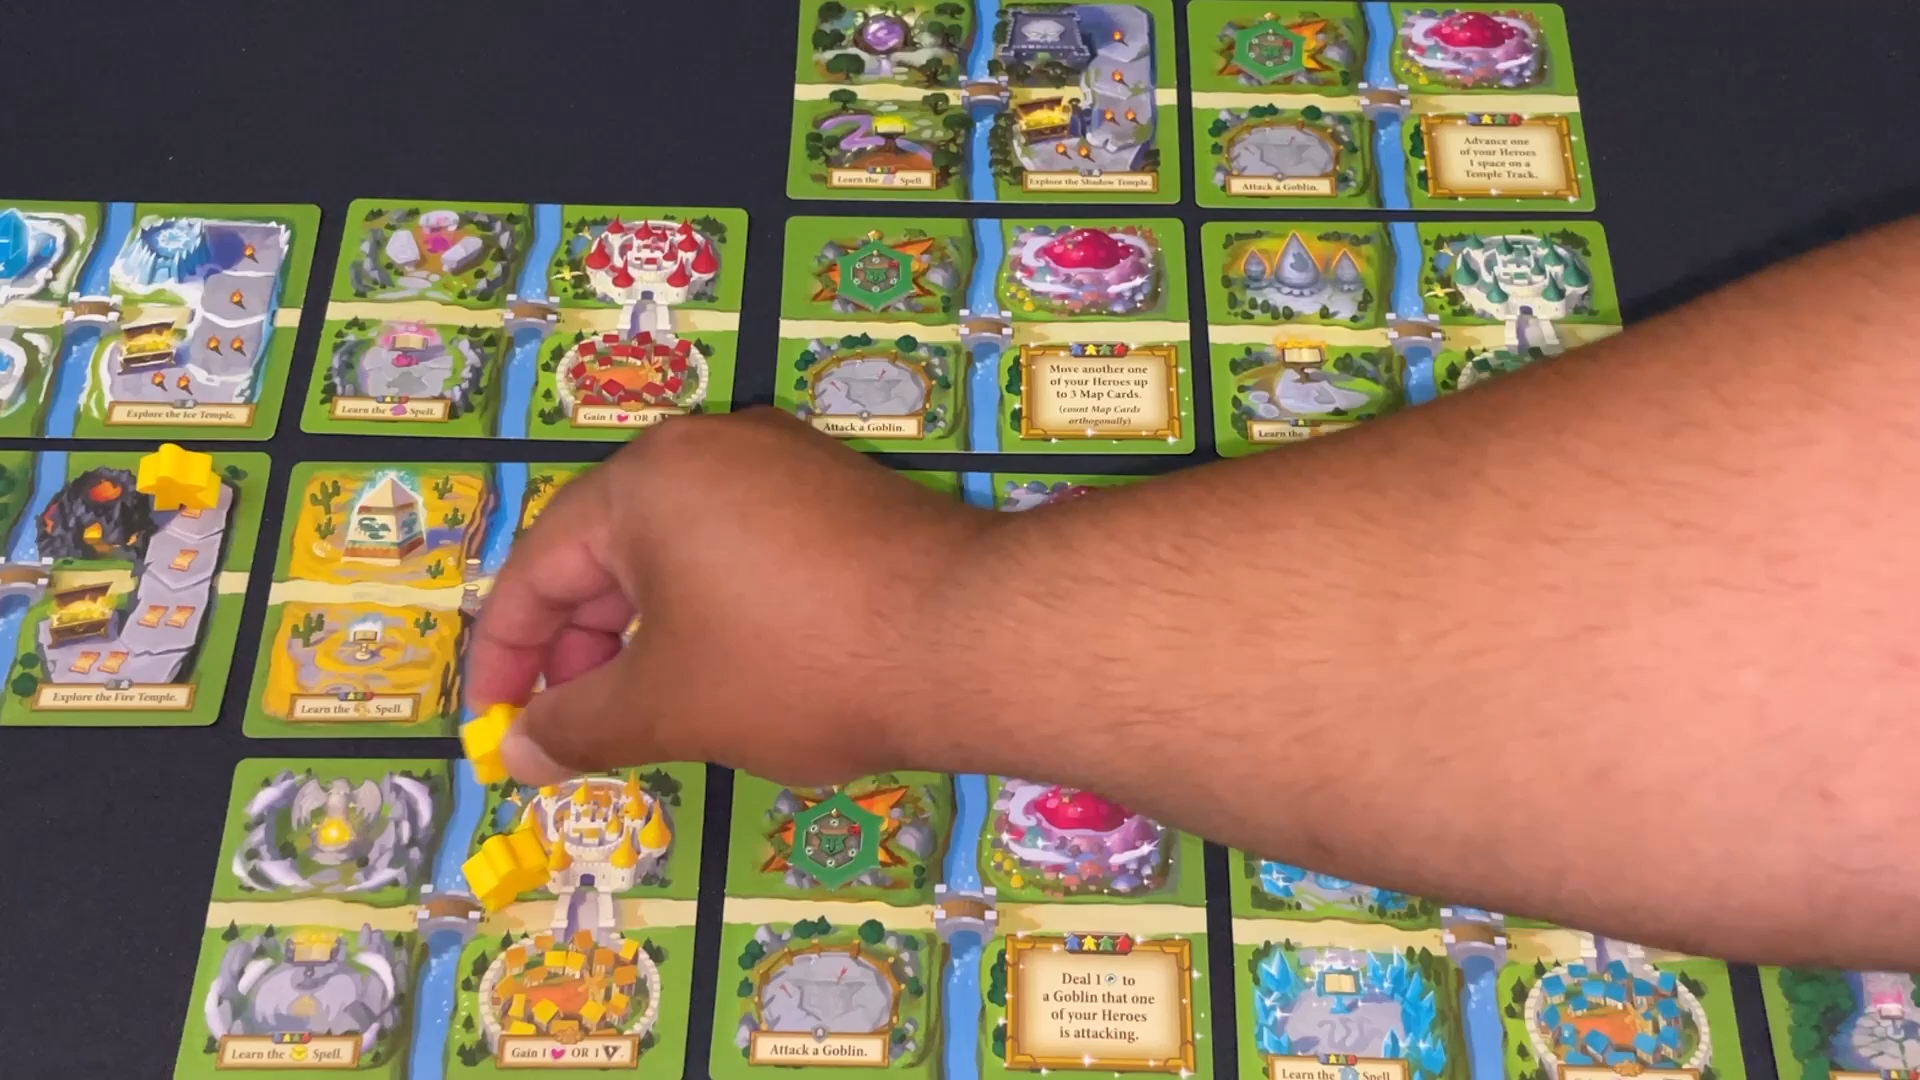 Learn the Spell.
Explore the Shadow Temple.
Attack a Goblin.
Advance one
of your Heroes
1 space on a
Temple Track.
Explore the Ice Temple.
Learn the Spell.
Gain 1 OR 1
Attack a Goblin.
Move another one
of your Heroes up
to 3 Map Cards.
(count Map Cards
orthogonally)
Learn the
Explore the Fire Temple.
Learn the Spell.
Learn the Spell.
Gain 1 OR 1 .
Attack a Goblin.
Deal 1 to
a Goblin that one
of your Heroes
is attacking.
Learn the Spell